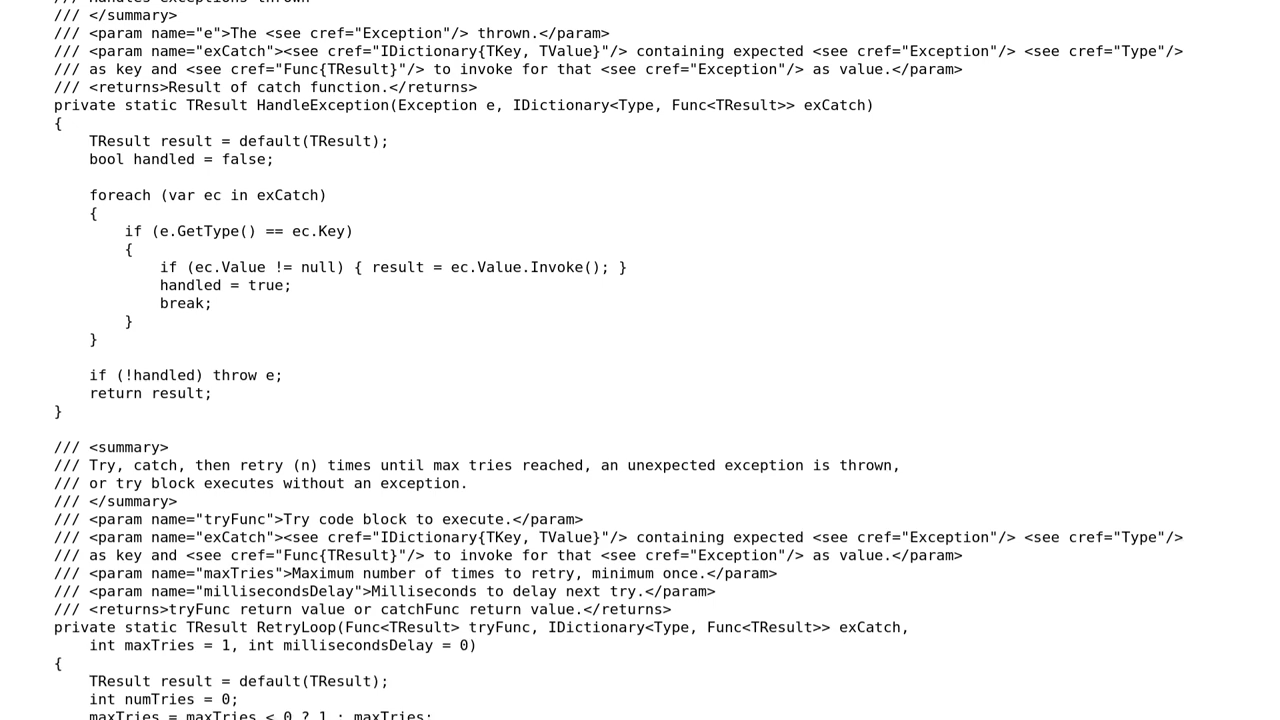 /// Handles exceptions thrown
/// </summary>
/// <param name="e">The <see cref="Exception"/> thrown.</param>
/// <param name="exCatch"><see cref="IDictionary{TKey, TValue}"/> containing expected <see cref="Exception"/> <see cref="Type"/>
/// as key and <see cref="Func{TResult}"/> to invoke for that <see cref="Exception"/> as value.</param>
/// <returns>Result of catch function.</returns>
private static TResult HandleException(Exception e, IDictionary<Type, Func<TResult>> exCatch)
{
    TResult result = default(TResult);
    bool handled = false;

    foreach (var ec in exCatch)
    {
        if (e.GetType() == ec.Key)
        {
            if (ec.Value != null) { result = ec.Value.Invoke(); }
            handled = true;
            break;
        }
    }

    if (!handled) throw e;
    return result;
}

/// <summary>
/// Try, catch, then retry (n) times until max tries reached, an unexpected exception is thrown,
/// or try block executes without an exception.
/// </summary>
/// <param name="tryFunc">Try code block to execute.</param>
/// <param name="exCatch"><see cref="IDictionary{TKey, TValue}"/> containing expected <see cref="Exception"/> <see cref="Type"/>
/// as key and <see cref="Func{TResult}"/> to invoke for that <see cref="Exception"/> as value.</param>
/// <param name="maxTries">Maximum number of times to retry, minimum once.</param>
/// <param name="millisecondsDelay">Milliseconds to delay next try.</param>
/// <returns>tryFunc return value or catchFunc return value.</returns>
private static TResult RetryLoop(Func<TResult> tryFunc, IDictionary<Type, Func<TResult>> exCatch,
    int maxTries = 1, int millisecondsDelay = 0)
{
    TResult result = default(TResult);
    int numTries = 0;
    maxTries = maxTries < 0 ? 1 : maxTries;